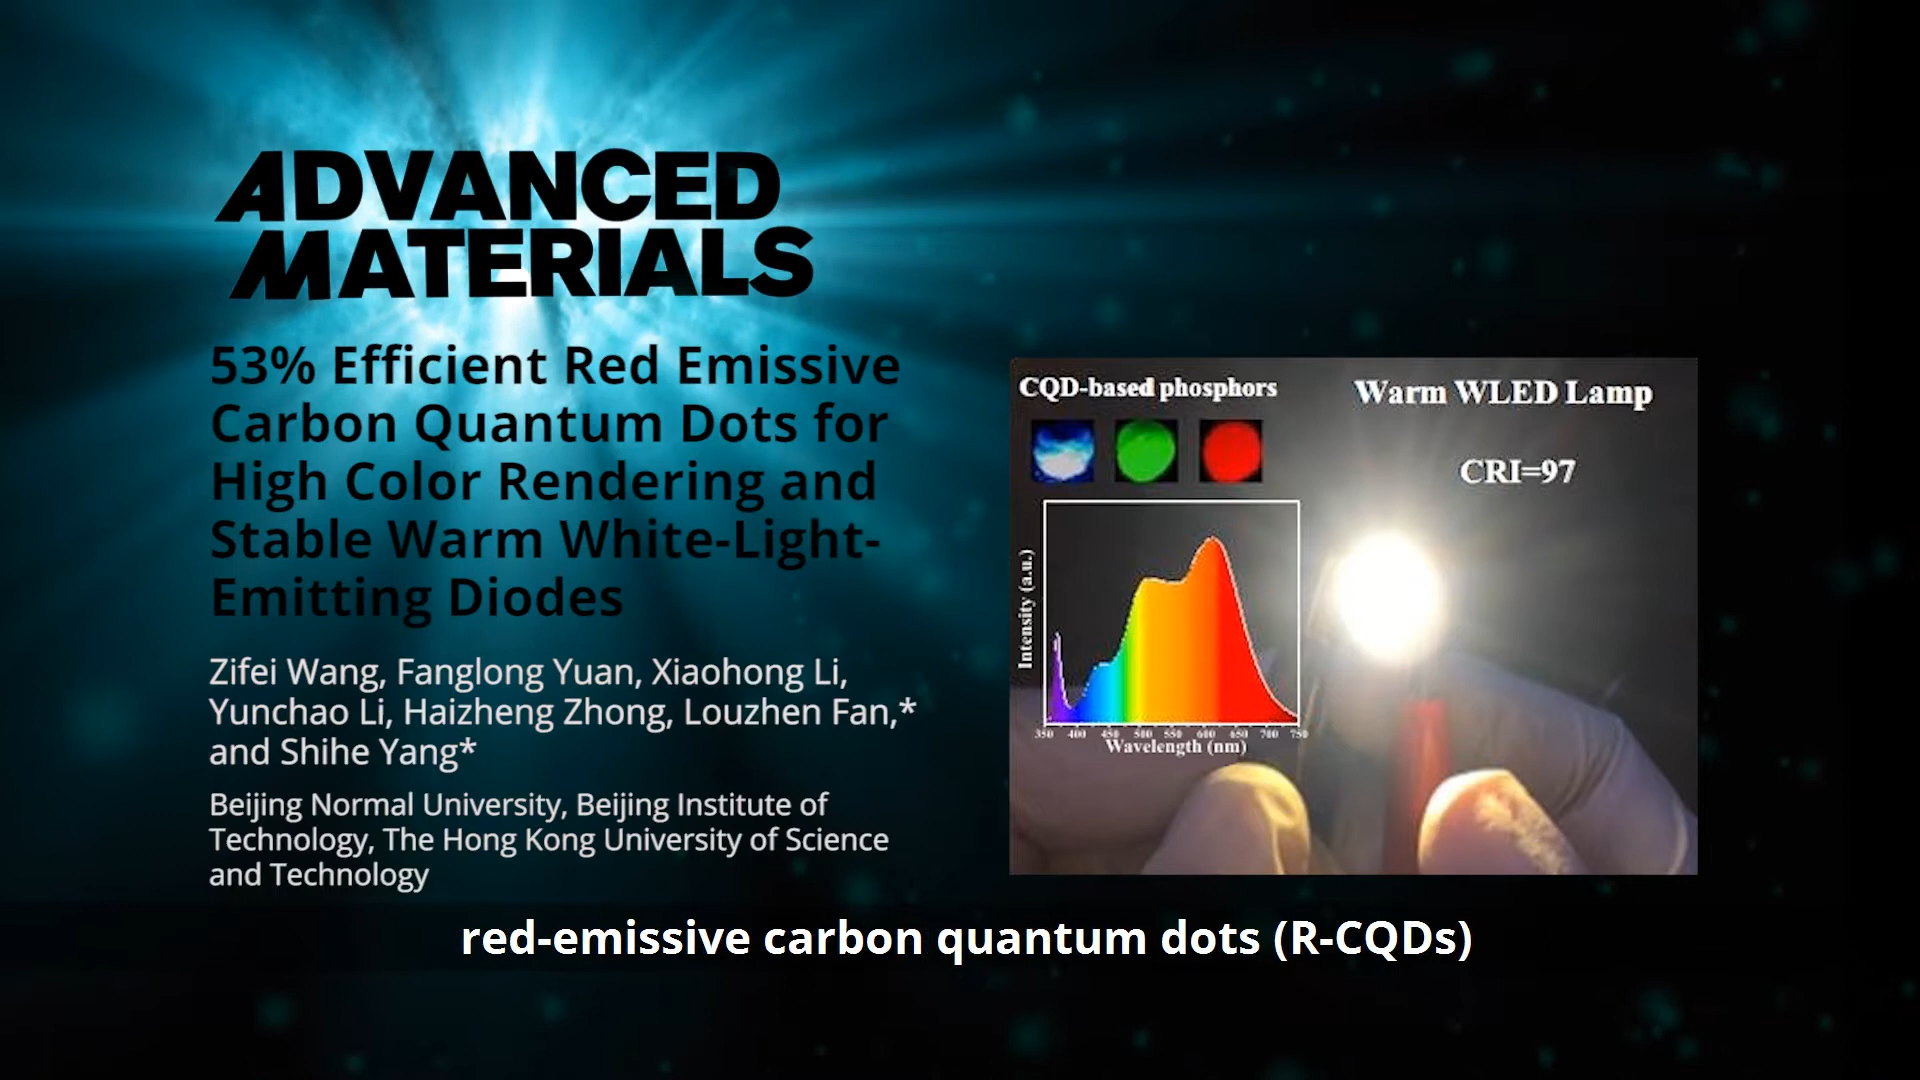 ADVANCED
MATERIALS
53% Efficient Red Emissive
Carbon Quantum Dots for
High Color Rendering and
Stable Warm White-Light-
Emitting Diodes
Zifei Wang, Fanglong Yuan, Xiaohong Li,
Yunchao Li, Haizheng Zhong, Louzhen Fan,*
and Shihe Yang*
Beijing Normal University, Beijing Institute of
Technology, The Hong Kong University of Science
and Technology
CQD-based phosphors
Warm WLED Lamp
CRI=97
Intensity (a.u.)
350 400 450 500 550 600 650 700 750
Wavelength (nm)
red-emissive carbon quantum dots (R-CQDs)